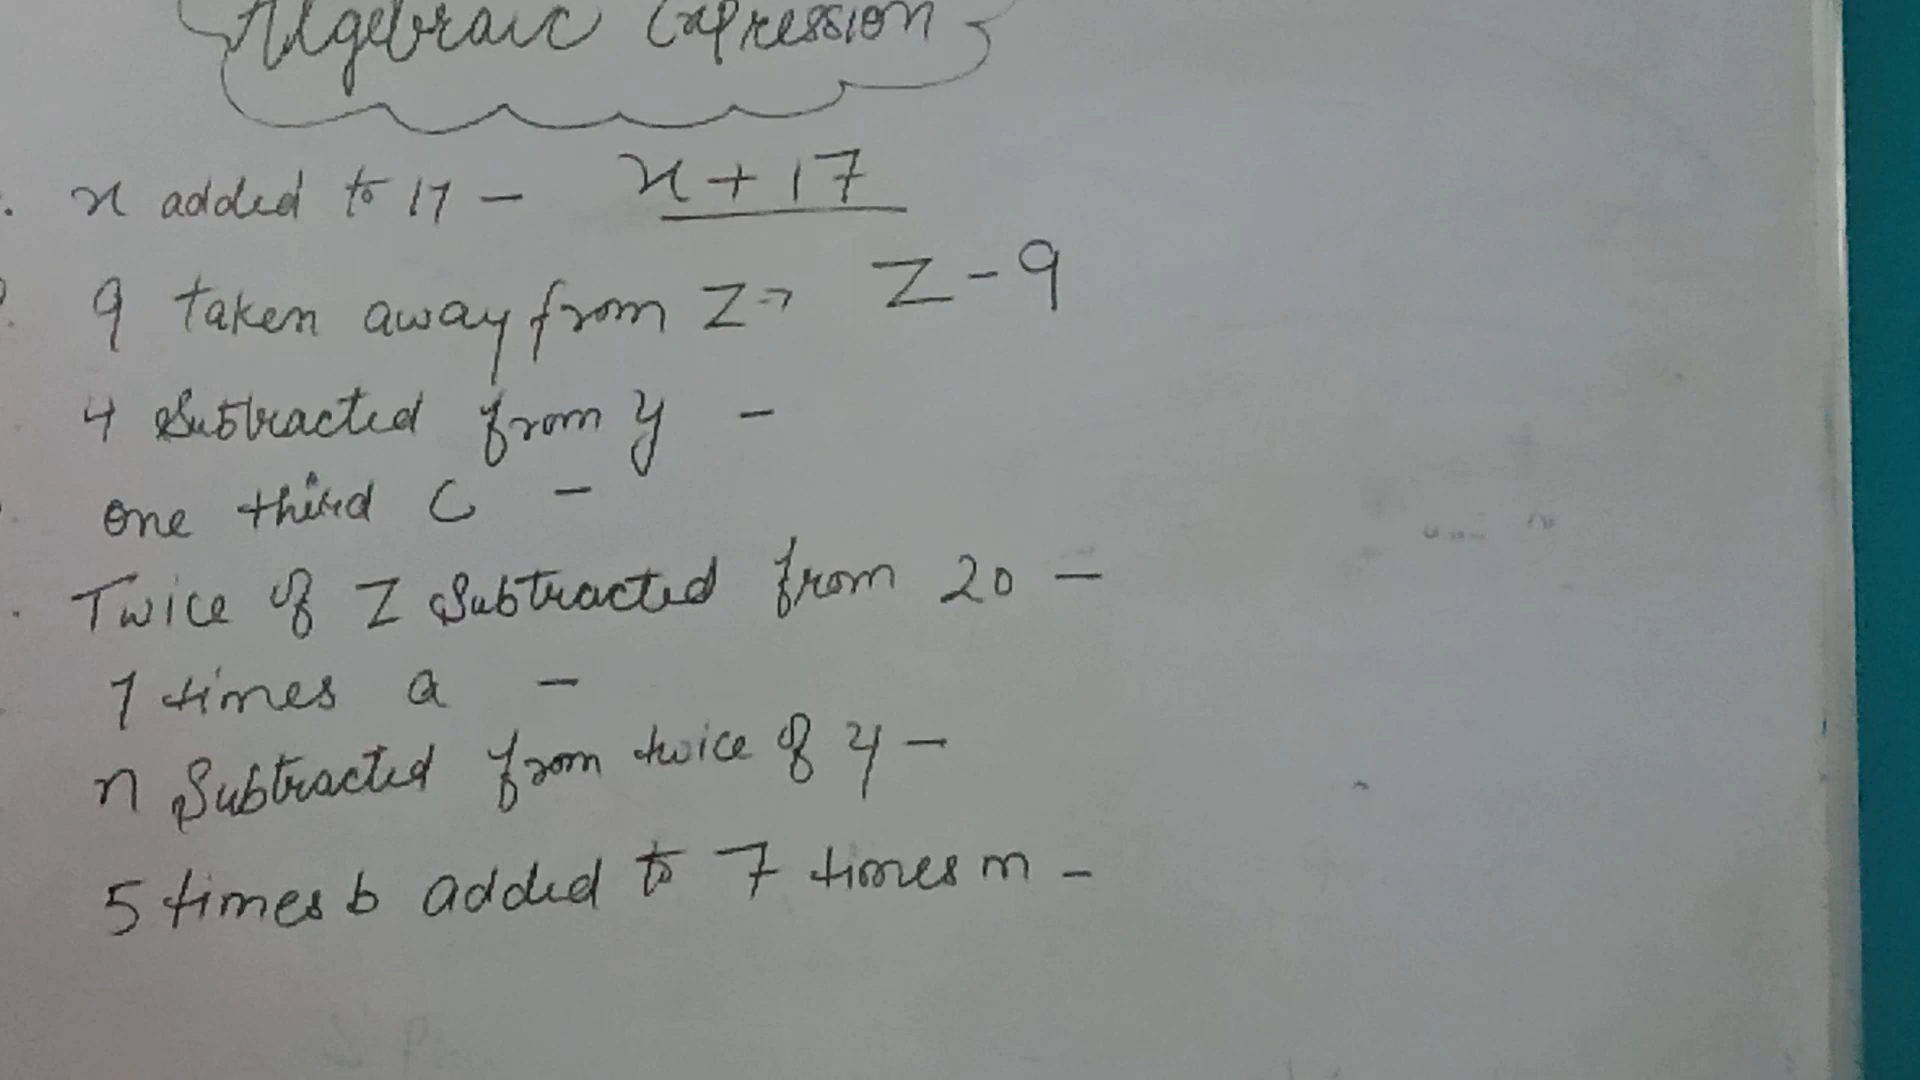 Algebraic Expression
x added to 17 - x + 17
9 taken away from Z → Z - 9
4 Subtracted from y -
One third C -
Twice of Z Subtracted from 20 -
7 times a -
n Subtracted from twice of y -
5 times b added to 7 times m -